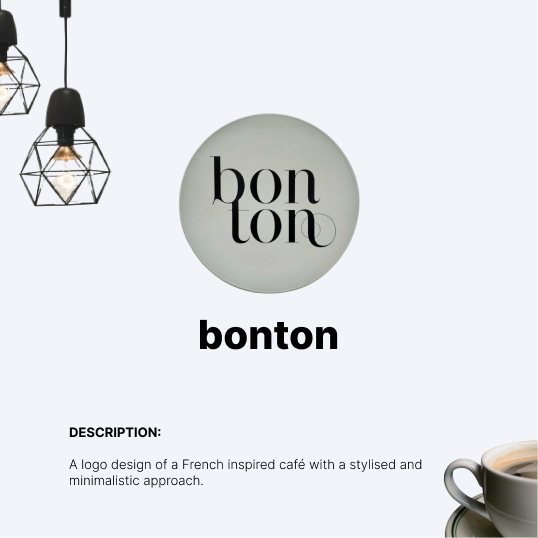 bon
ton
bonton
DESCRIPTION:
A logo design of a French inspired café with a stylised and
minimalistic approach.